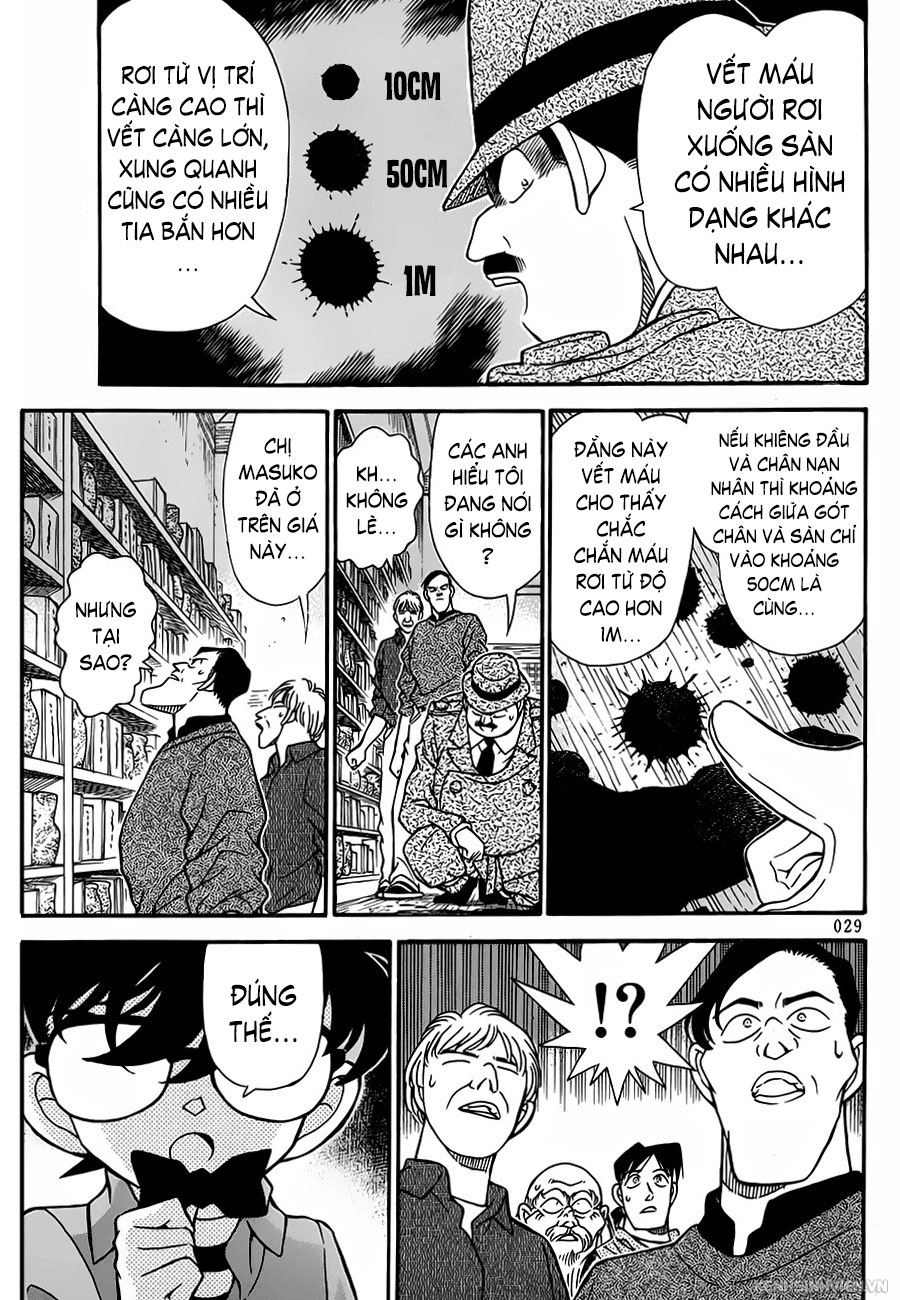 VẾT MÁU
NGƯỜI RƠI
XUỐNG SÀN
CÓ NHIỀU HÌNH
DẠNG KHÁC
NHAU...
RƠI TỪ VỊ TRÍ
CÀNG CAO THÌ
VẾT CÀNG LỚN,
XUNG QUANH
CŨNG CÓ NHIỀU
TIA BẮN HƠN
...
10CM
50CM
1M
NẾU KHIÊNG ĐẦU
VÀ CHÂN NẠN
NHÂN THÌ KHOẢNG
CÁCH GIỮA GÓT
CHÂN VÀ SÀN CHỈ
VÀO KHOẢNG
50CM LÀ
CÙNG...
ĐẰNG NÀY
VẾT MÁU
CHO THẤY
CHẮC
CHẮN MÁU
RƠI TỪ ĐỘ
CAO HƠN
1M...
CÁC ANH
HIỂU TÔI
ĐANG NÓI
GÌ KHÔNG
?
KH...
KHÔNG
LẼ...
CHỊ
MASUKO
ĐÃ Ở
TRÊN GIÁ
NÀY...
NHƯNG
TẠI
SAO?
029
!?
ĐÚNG
THẾ...